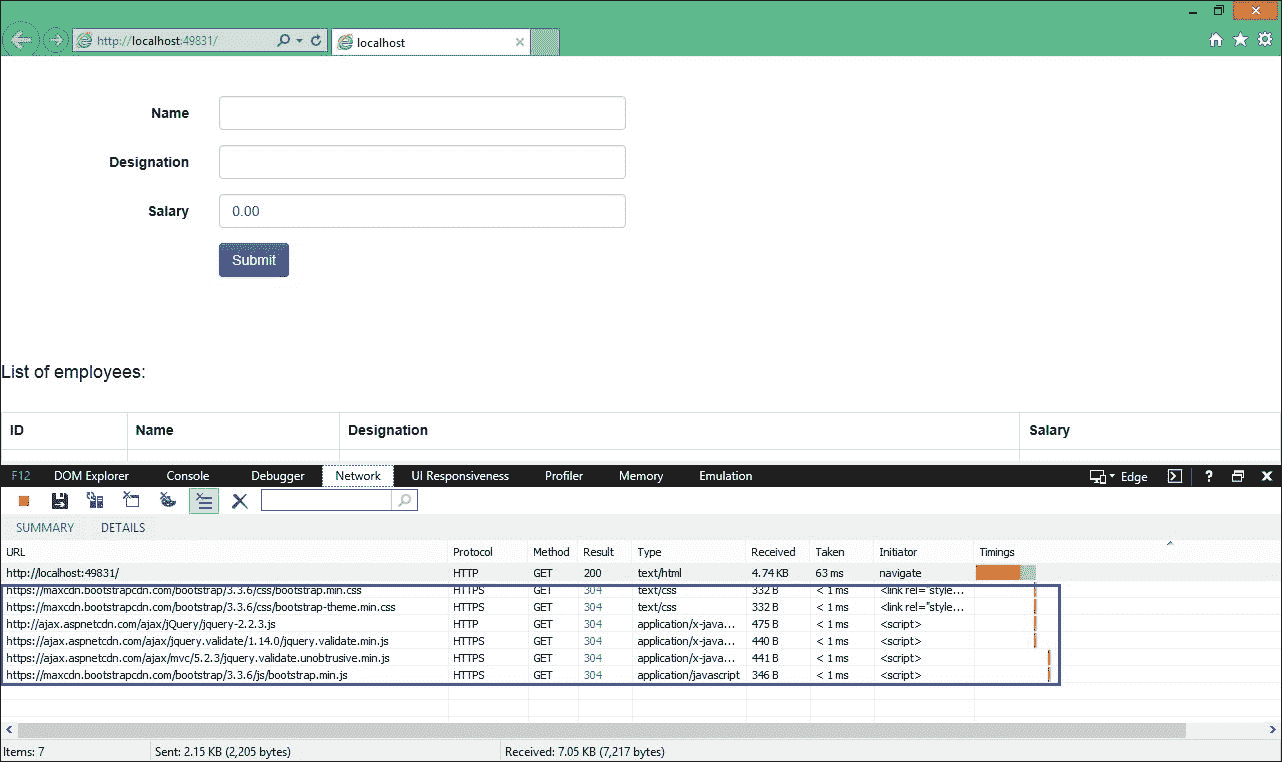 http://localhost:49831/
localhost
Name
Designation
Salary
0.00
Submit
List of employees:
ID Name Designation Salary
F12 DOM Explorer Console Debugger Network UI Responsiveness Profiler Memory Emulation Edge ?
SUMMARY DETAILS
URL Protocol Method Result Type Received Taken Initiator Timings
http://localhost:49831/ HTTP GET 200 text/html 4.74 KB 63 ms navigate
https://maxcdn.bootstrapcdn.com/bootstrap/3.3.6/css/bootstrap.min.css HTTPS GET 304 text/css 332 B < 1 ms <link rel="style...
https://maxcdn.bootstrapcdn.com/bootstrap/3.3.6/css/bootstrap-theme.min.css HTTPS GET 304 text/css 332 B < 1 ms <link rel="style...
http://ajax.aspnetcdn.com/ajax/jQuery/jquery-2.2.3.js HTTP GET 304 application/x-java... 475 B < 1 ms <script>
https://ajax.aspnetcdn.com/ajax/jquery.validate/1.14.0/jquery.validate.min.js HTTPS GET 304 application/x-java... 440 B < 1 ms <script>
https://ajax.aspnetcdn.com/ajax/mvc/5.2.3/jquery.validate.unobtrusive.min.js HTTPS GET 304 application/x-java... 441 B < 1 ms <script>
https://maxcdn.bootstrapcdn.com/bootstrap/3.3.6/js/bootstrap.min.js HTTPS GET 304 application/javascript 346 B < 1 ms <script>
Items: 7 Sent: 2.15 KB (2,205 bytes) Received: 7.05 KB (7,217 bytes)